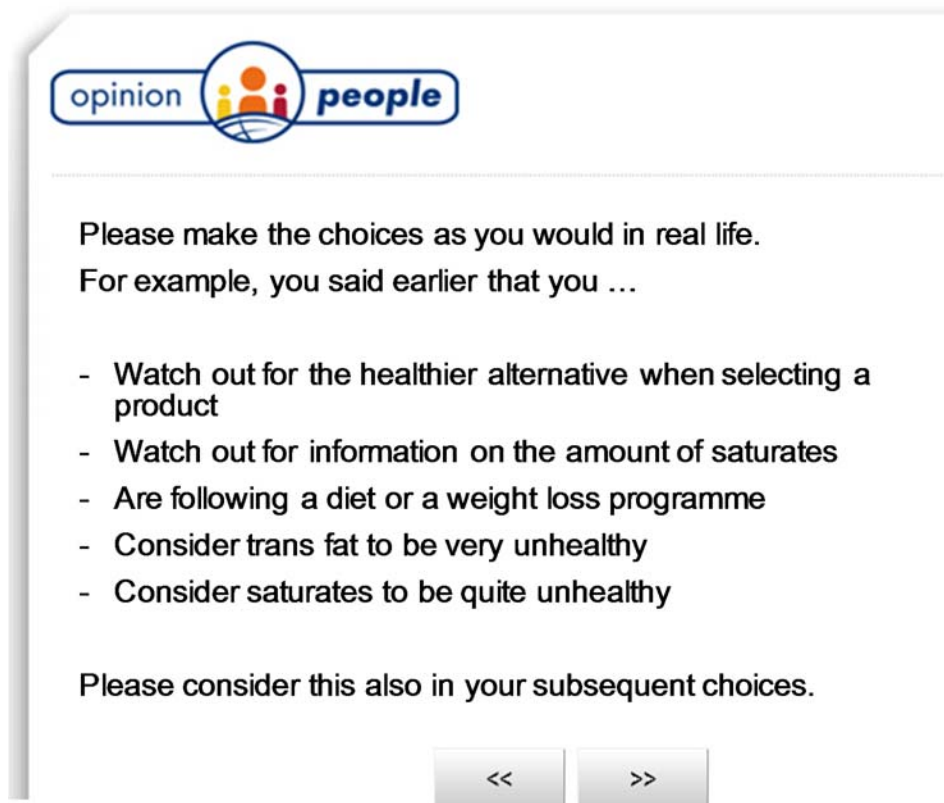 opinion people
Please make the choices as you would in real life.
For example, you said earlier that you ...
- Watch out for the healthier alternative when selecting a
product
- Watch out for information on the amount of saturates
- Are following a diet or a weight loss programme
- Consider trans fat to be very unhealthy
- Consider saturates to be quite unhealthy
Please consider this also in your subsequent choices.
<< >>